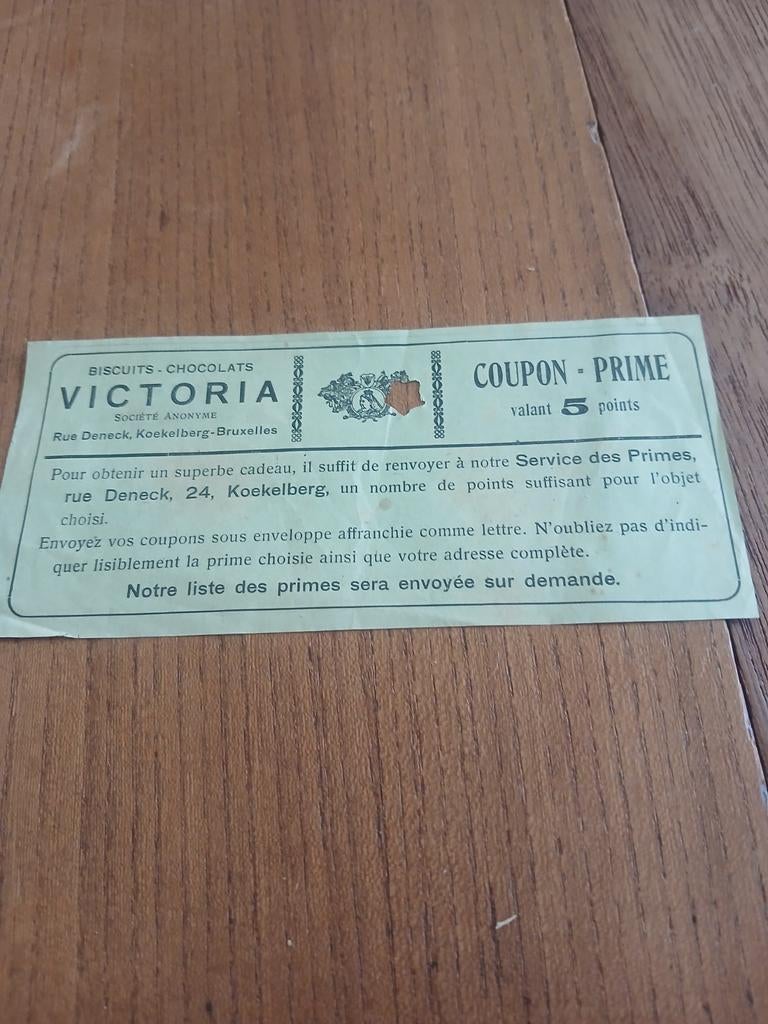 BISCUITS - CHOCOLATS
VICTORIA
SOCIÉTÉ ANONYME
Rue Deneck, Koekelberg-Bruxelles
COUPON - PRIME
valant 5 points
Pour obtenir un superbe cadeau, il suffit de renvoyer à notre Service des Primes,
rue Deneck, 24, Koekelberg, un nombre de points suffisant pour l'objet
choisi.
Envoyez vos coupons sous enveloppe affranchie comme lettre. N'oubliez pas d'indi-
quer lisiblement la prime choisie ainsi que votre adresse complète.
Notre liste des primes sera envoyée sur demande.